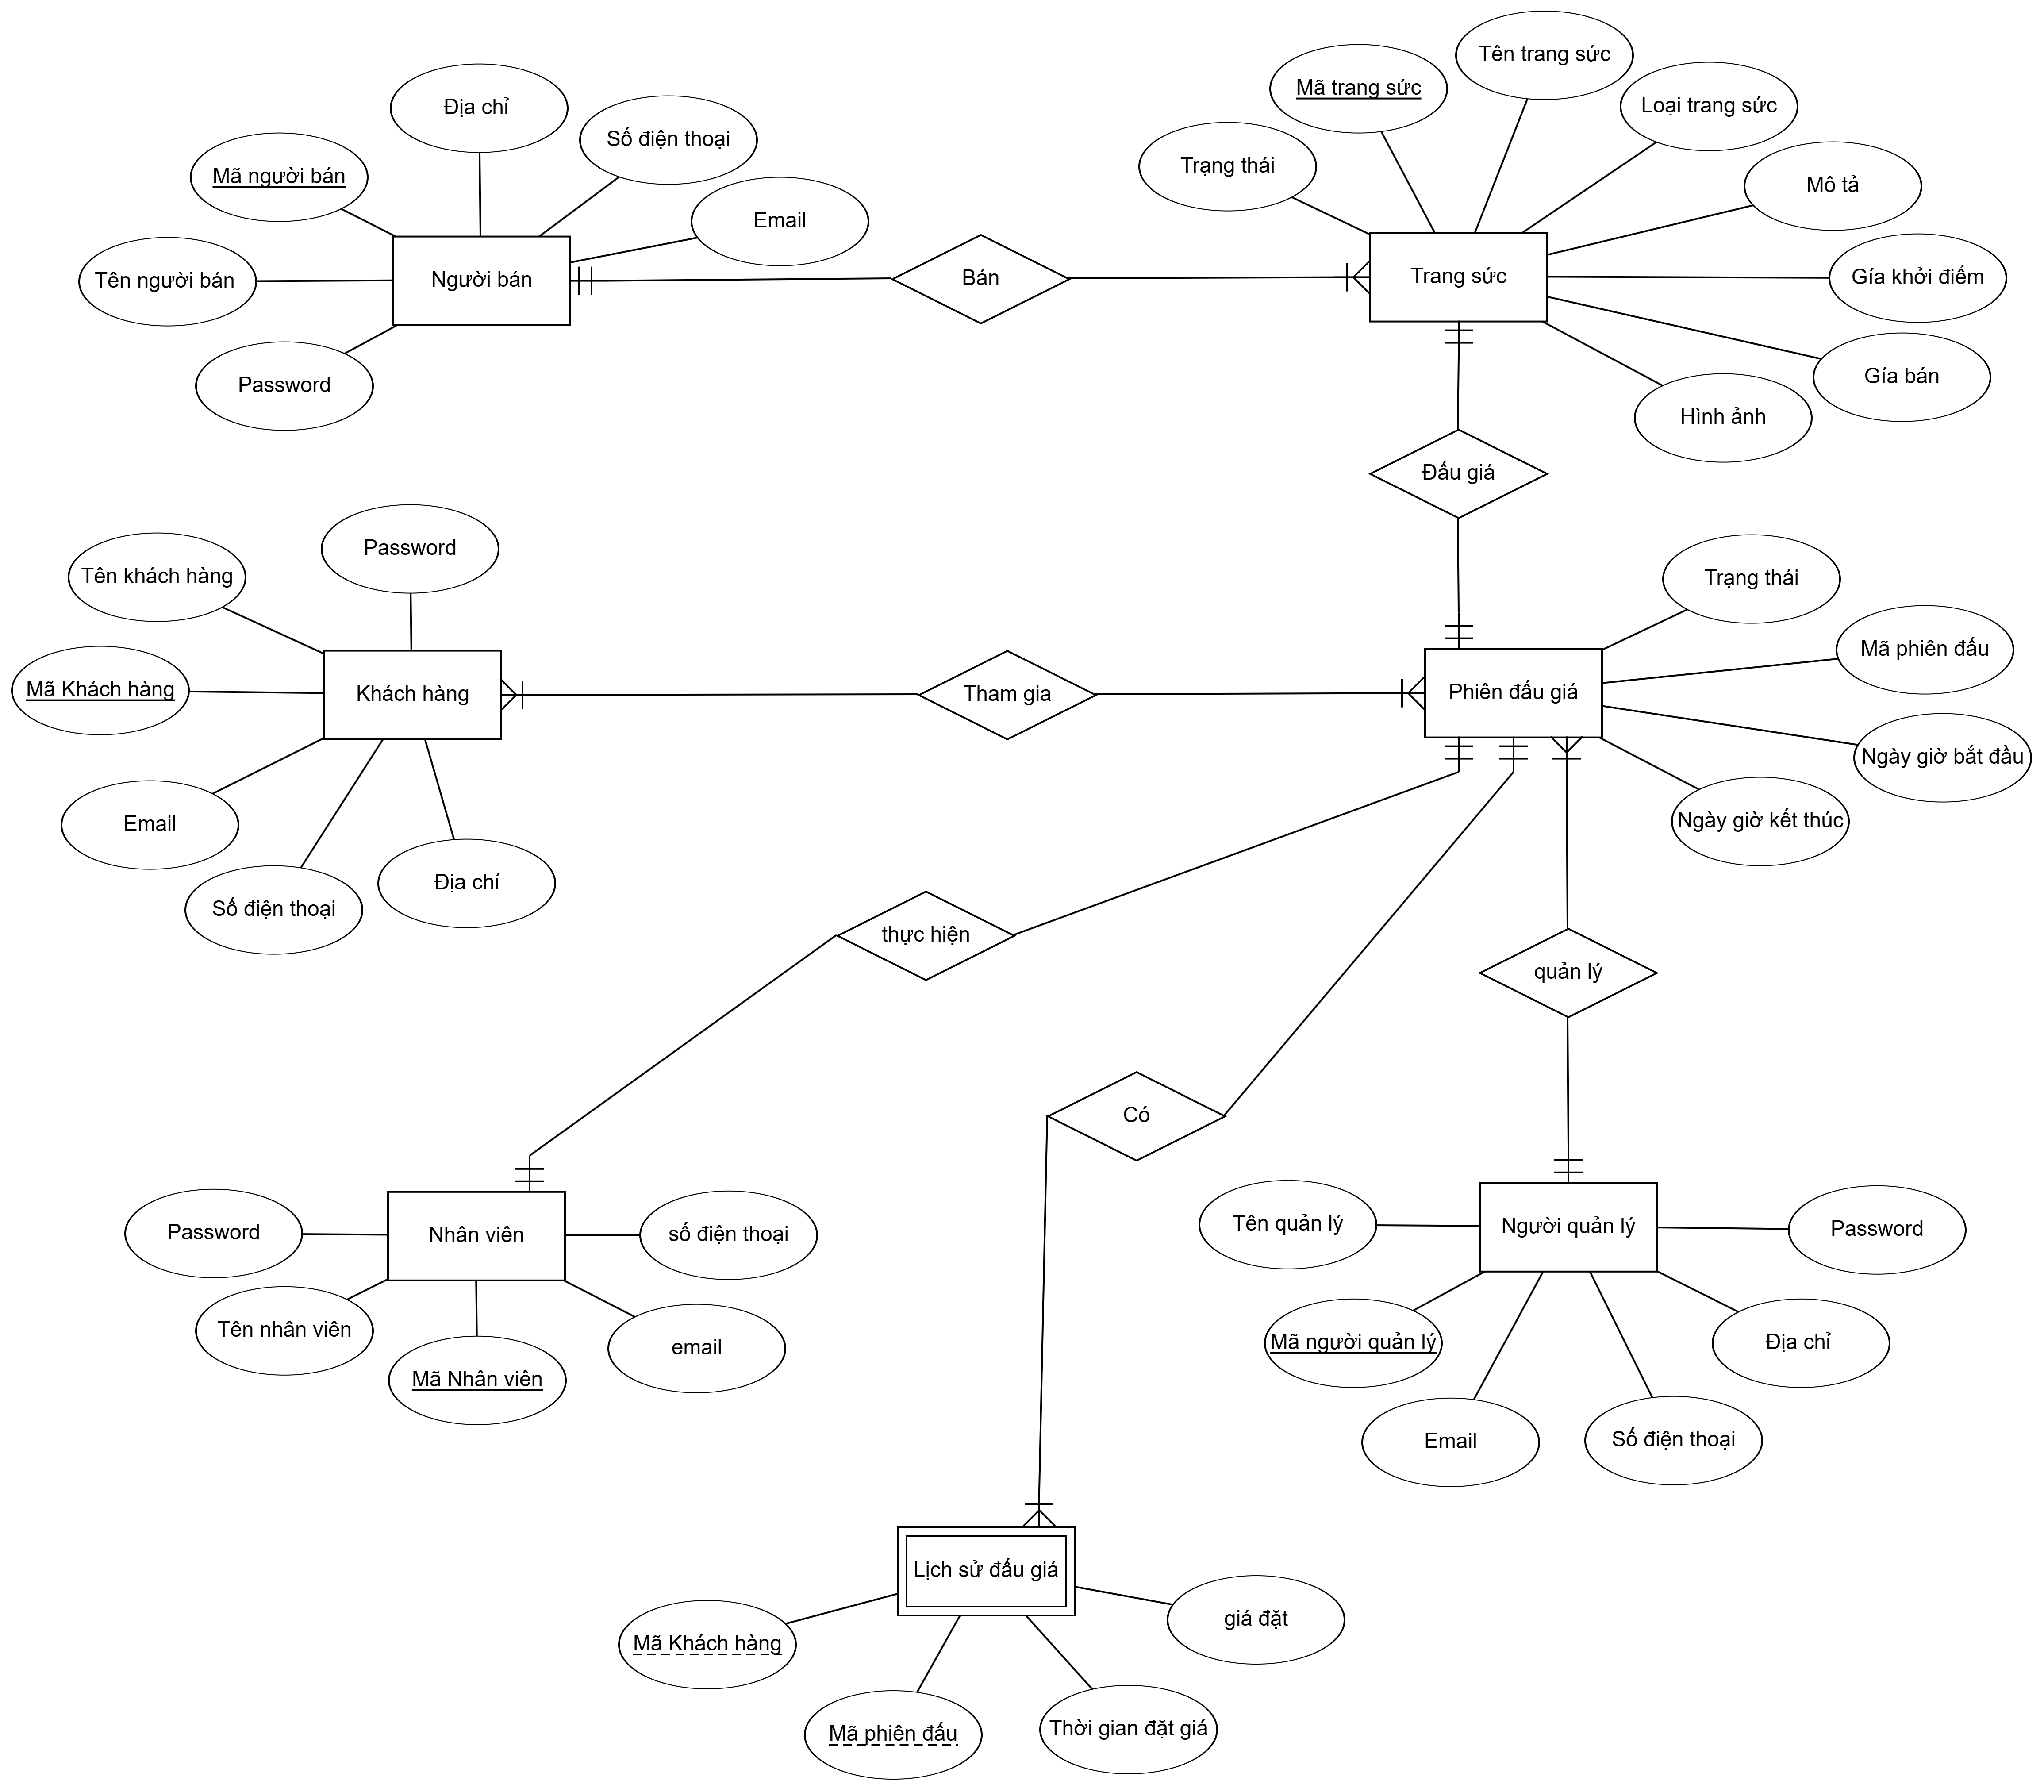 Tên trang sức
Mã trang sức
Loại trang sức
Địa chỉ
Số điện thoại
Trạng thái
Mã người bán
Mô tả
Email
Tên người bán
Người bán
Bán
Trang sức
Gía khởi điểm
Password
Gía bán
Hình ảnh
Đấu giá
Password
Tên khách hàng
Trạng thái
Mã Khách hàng
Khách hàng
Tham gia
Phiên đấu giá
Mã phiên đấu
Ngày giờ bắt đầu
Email
Ngày giờ kết thúc
Địa chỉ
Số điện thoại
thực hiện
quản lý
Có
Password
Nhân viên
số điện thoại
Tên quản lý
Người quản lý
Password
Tên nhân viên
email
Mã người quản lý
Địa chỉ
Mã Nhân viên
Email
Số điện thoại
Lịch sử đấu giá
Mã Khách hàng
giá đặt
Mã phiên đấu
Thời gian đặt giá